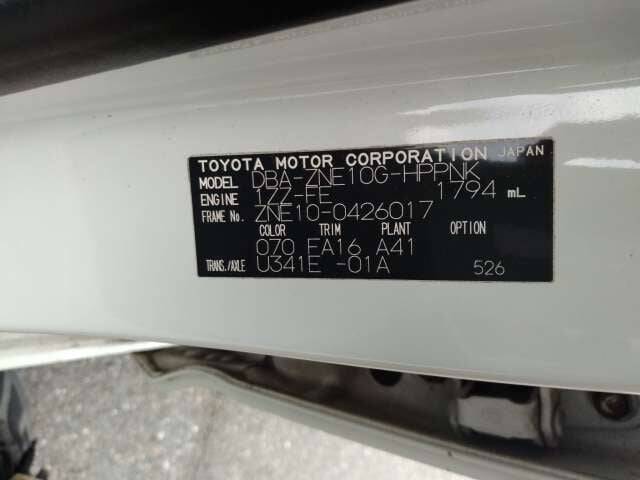 TOYOTA MOTOR CORPORATION JAPAN
MODEL DBA-ZNE10G-HPPNK
ENGINE 1ZZ-FE 1794 mL
FRAME No. ZNE10-0426017
COLOR TRIM PLANT OPTION
070 FA16 A41
TRANS./AXLE U341E -01A 526